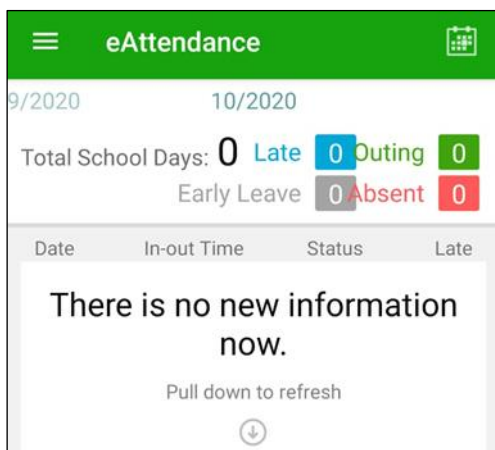 eAttendance
9/2020 10/2020
Total School Days: 0 Late 0 Outing 0
Early Leave 0 Absent 0
Date In-out Time Status Late
There is no new information
now.
Pull down to refresh